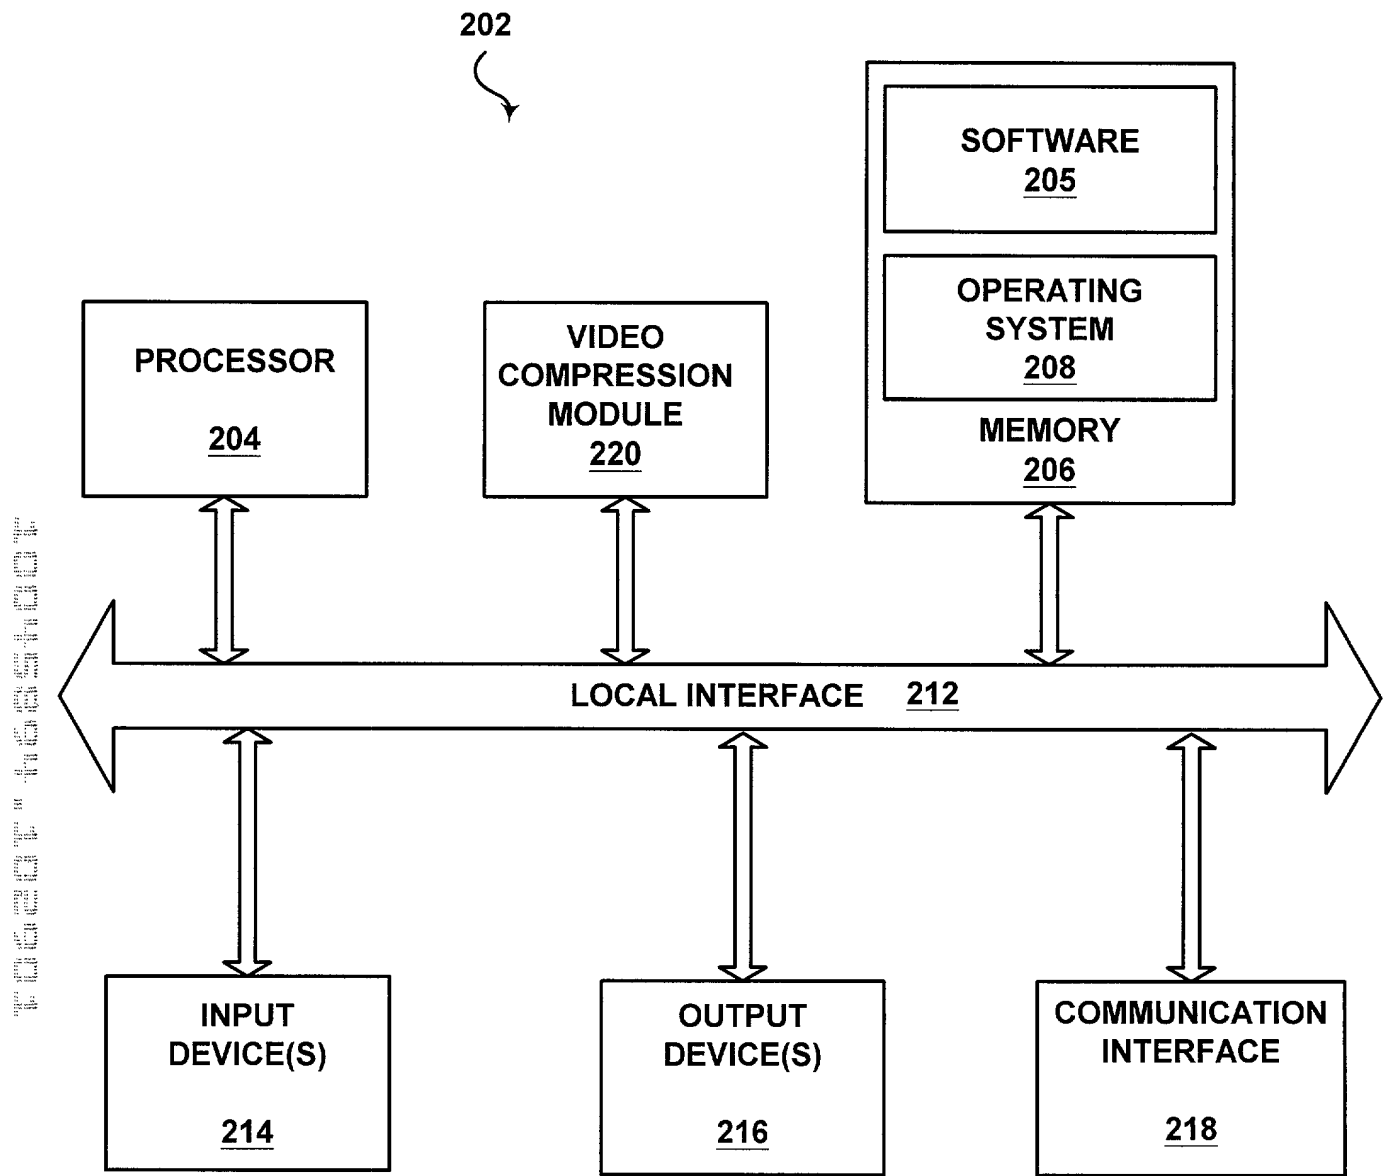 202
SOFTWARE
205
OPERATING
SYSTEM
208
MEMORY
206
PROCESSOR
204
VIDEO
COMPRESSION
MODULE
220
LOCAL INTERFACE 212
INPUT
DEVICE(S)
214
OUTPUT
DEVICE(S)
216
COMMUNICATION
INTERFACE
218